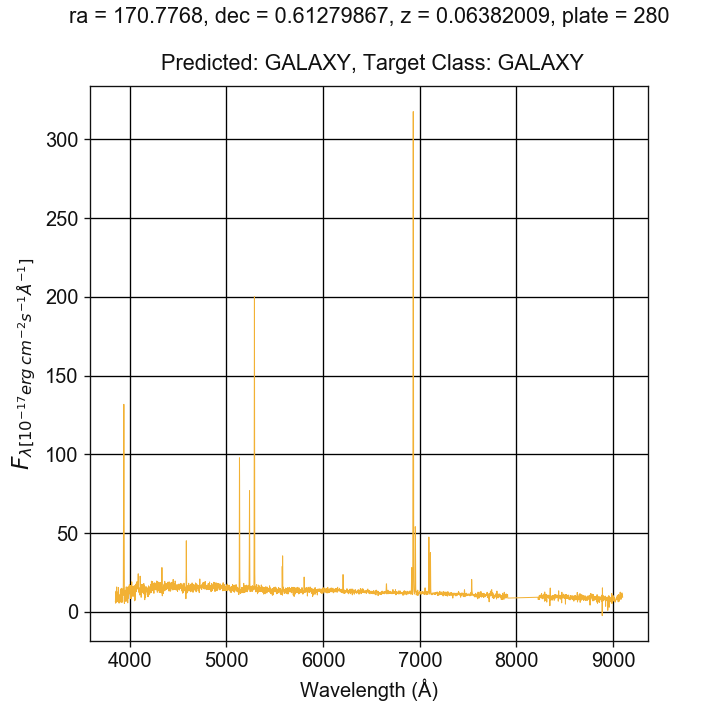 ra = 170.7768, dec = 0.61279867, z = 0.06382009, plate = 280
Predicted: GALAXY, Target Class: GALAXY
300
250
200
150
100
50
0
F_{λ[10^{-17}erg cm^{-2}s^{-1}Å^{-1}]}
4000 5000 6000 7000 8000 9000
Wavelength (Å)